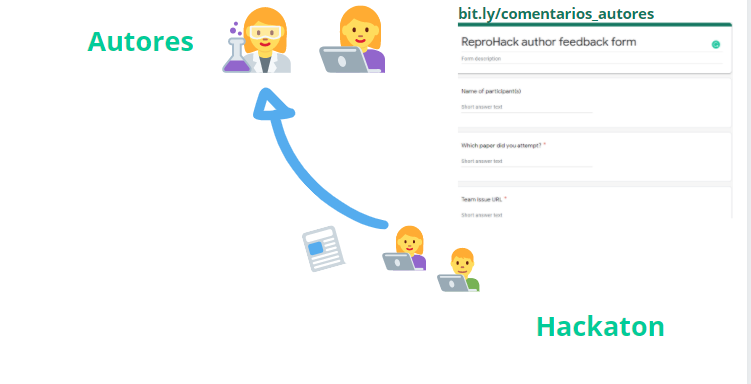 bit.ly/comentarios_autores
Autores
ReproHack author feedback form
Form description
Name of participant(s)
Short answer text
Which paper did you attempt? *
Short answer text
Team Issue URL *
Short answer text
Hackaton